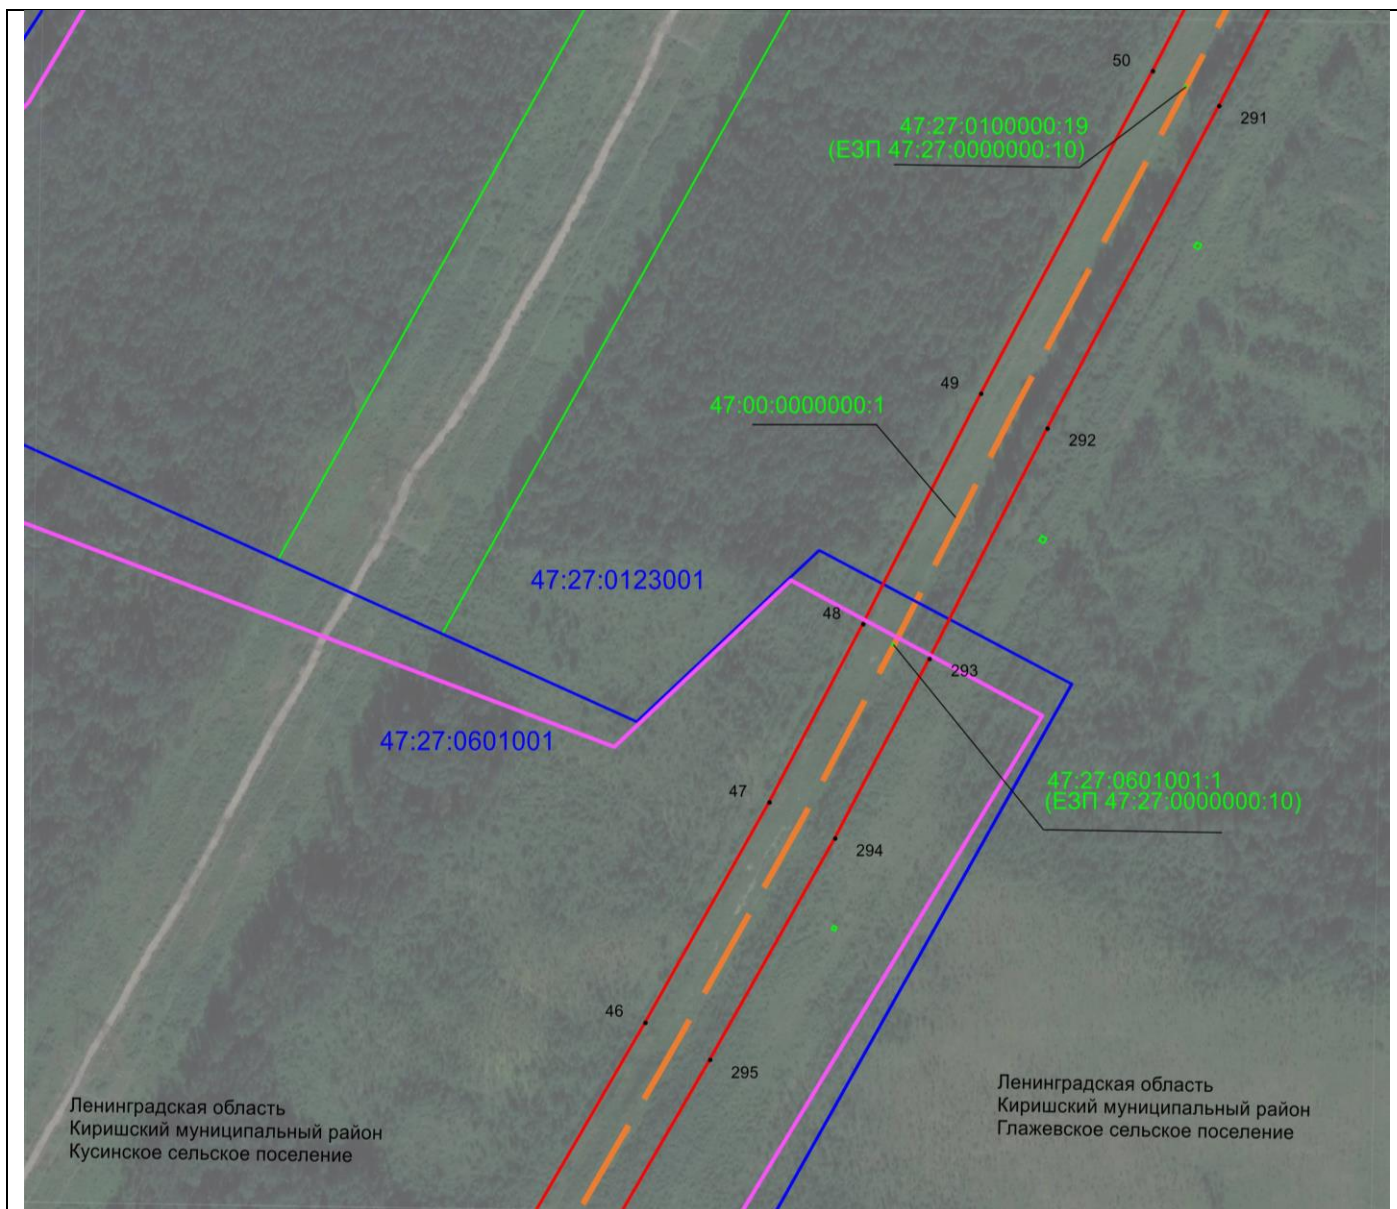 50
291
47:27:0100000:19
(ЕЗП 47:27:0000000:10)
49
47:00:0000000:1
292
47:27:0123001
48
293
47:27:0601001
47:27:0601001:1
(ЕЗП 47:27:0000000:10)
47
294
46
295
Ленинградская область
Киришский муниципальный район
Кусинское сельское поселение
Ленинградская область
Киришский муниципальный район
Глажевское сельское поселение